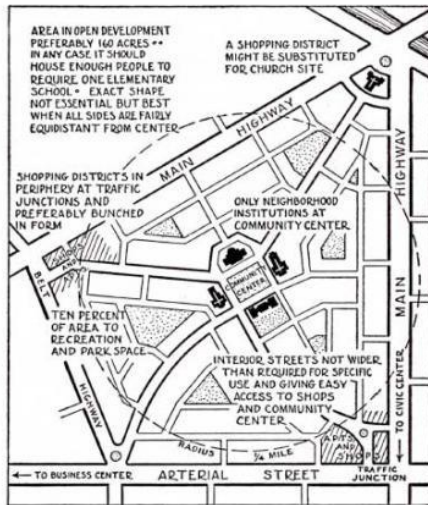 AREA IN OPEN DEVELOPMENT
PREFERABLY 160 ACRES ••
IN ANY CASE IT SHOULD
HOUSE ENOUGH PEOPLE TO
REQUIRE ONE ELEMENTARY
SCHOOL • EXACT SHAPE
NOT ESSENTIAL BUT BEST
WHEN ALL SIDES ARE FAIRLY
EQUIDISTANT FROM CENTER
A SHOPPING DISTRICT
MIGHT BE SUBSTITUTED
FOR CHURCH SITE
MAIN HIGHWAY
HIGHWAY
MAIN
SHOPPING DISTRICTS IN
PERIPHERY AT TRAFFIC
JUNCTIONS AND
PREFERABLY BUNCHED
IN FORM
ONLY NEIGHBORHOOD
INSTITUTIONS AT
COMMUNITY CENTER
BELT
HIGHWAY
COMMUNITY
CENTER
TEN PERCENT
OF AREA TO
RECREATION
AND PARK SPACE
INTERIOR STREETS NOT WIDER
THAN REQUIRED FOR SPECIFIC
USE AND GIVING EASY
ACCESS TO SHOPS
AND COMMUNITY
CENTER
TO CIVIC CENTER
RADIUS
MILE
APTS
AND
SHOPS
TRAFFIC
JUNCTION
← TO BUSINESS CENTER
ARTERIAL STREET